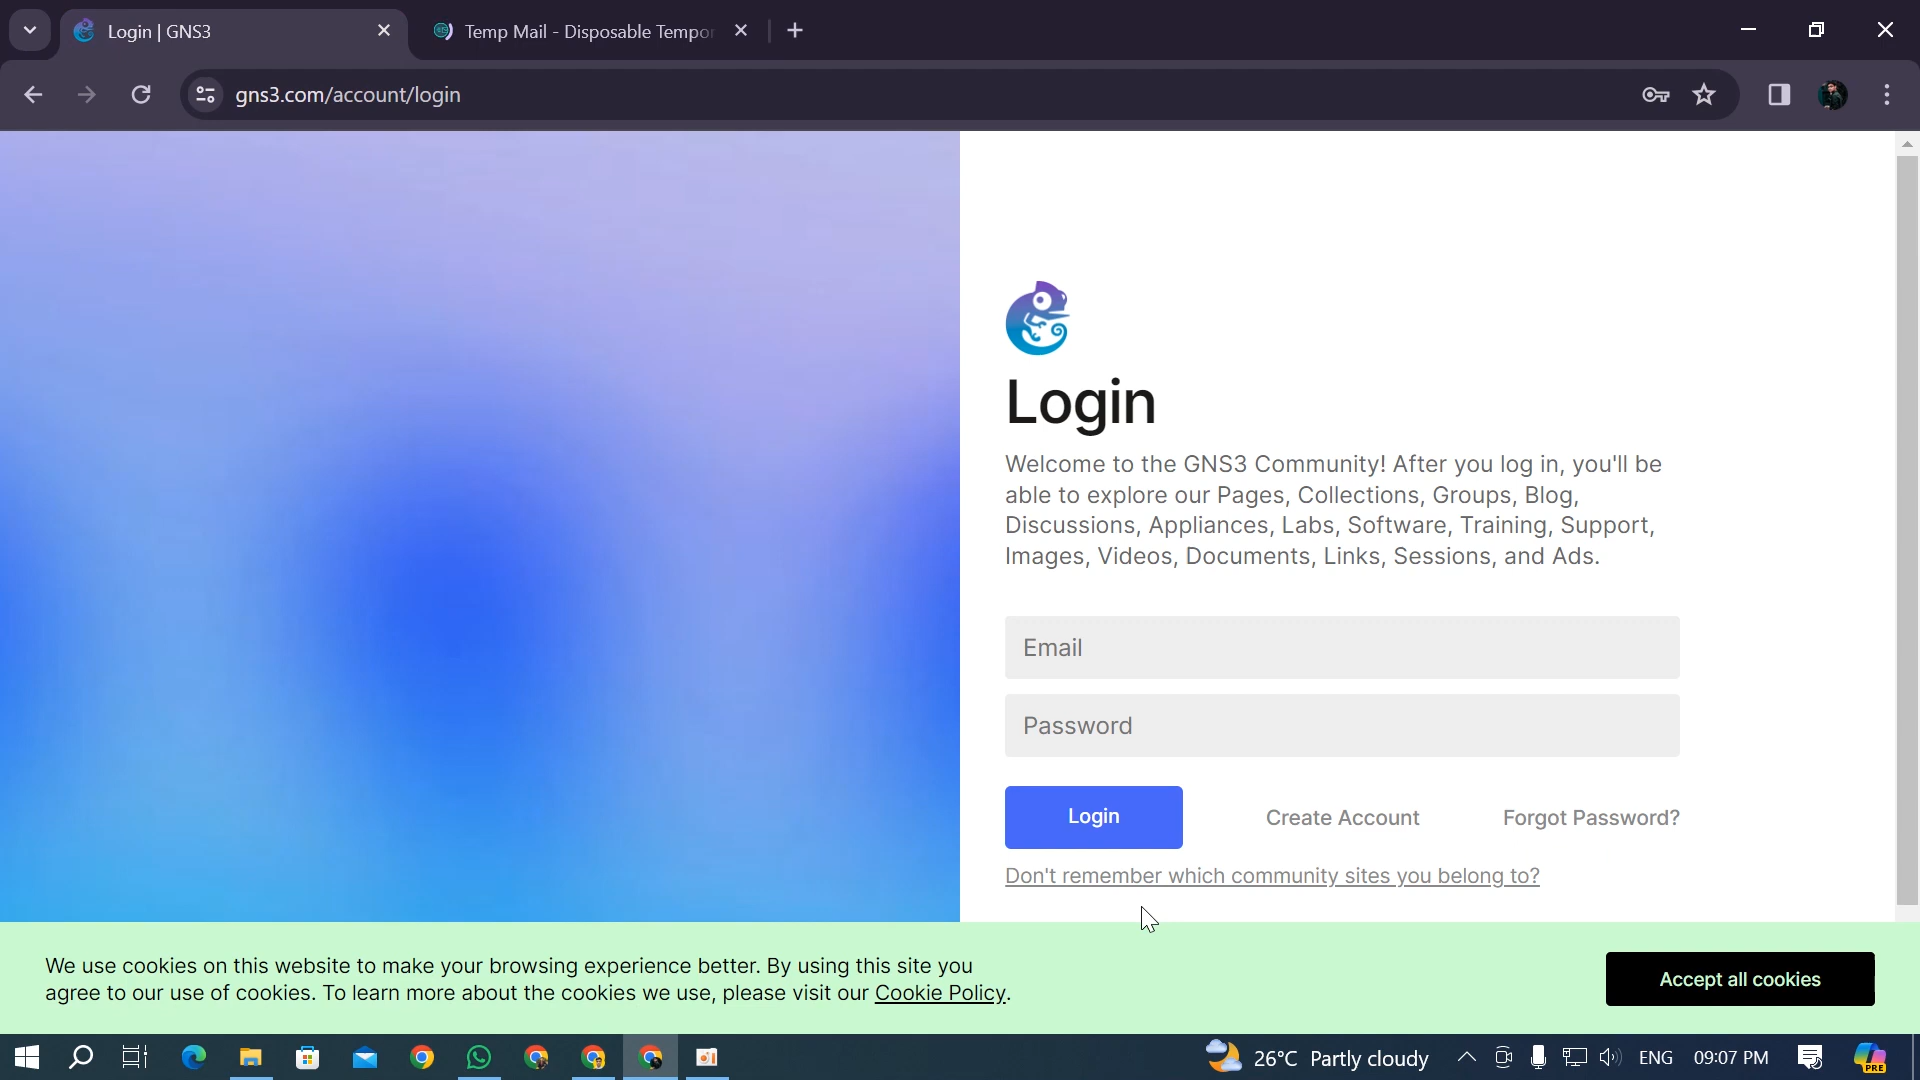 Login | GNS3
Temp Mail - Disposable Tempor
gns3.com/account/login
Login
Welcome to the GNS3 Community! After you log in, you'll be
able to explore our Pages, Collections, Groups, Blog,
Discussions, Appliances, Labs, Software, Training, Support,
Images, Videos, Documents, Links, Sessions, and Ads.
Email
Password
Login Create Account Forgot Password?
Don't remember which community sites you belong to?
We use cookies on this website to make your browsing experience better. By using this site you
agree to our use of cookies. To learn more about the cookies we use, please visit our Cookie Policy.
Accept all cookies
26°C Partly cloudy ENG 09:07 PM
PRE